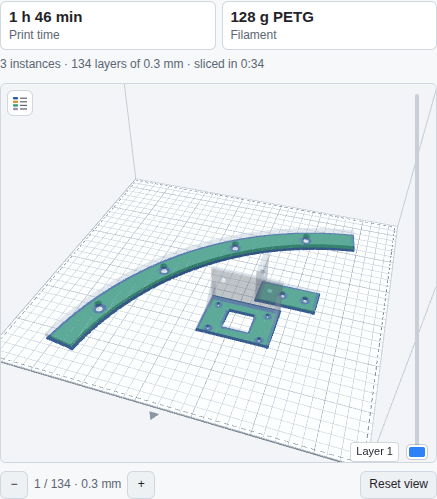 1 h 46 min
Print time
128 g PETG
Filament
3 instances · 134 layers of 0.3 mm · sliced in 0:34
Layer 1
− 1 / 134 · 0.3 mm +
Reset view